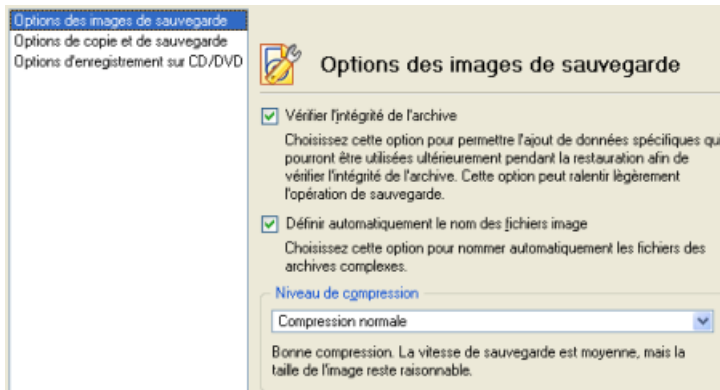 Options des images de sauvegarde
Options de copie et de sauvegarde
Options d'enregistrement sur CD/DVD
Options des images de sauvegarde
Vérifier l'intégrité de l'archive
Choisissez cette option pour permettre l'ajout de données spécifiques qui
pourront être utilisées ultérieurement pendant la restauration afin de
vérifier l'intégrité de l'archive. Cette option peut ralentir légèrement
l'opération de sauvegarde.
Définir automatiquement le nom des fichiers image
Choisissez cette option pour nommer automatiquement les fichiers des
archives complexes.
Niveau de compression
Compression normale
Bonne compression. La vitesse de sauvegarde est moyenne, mais la
taille de l'image reste raisonnable.